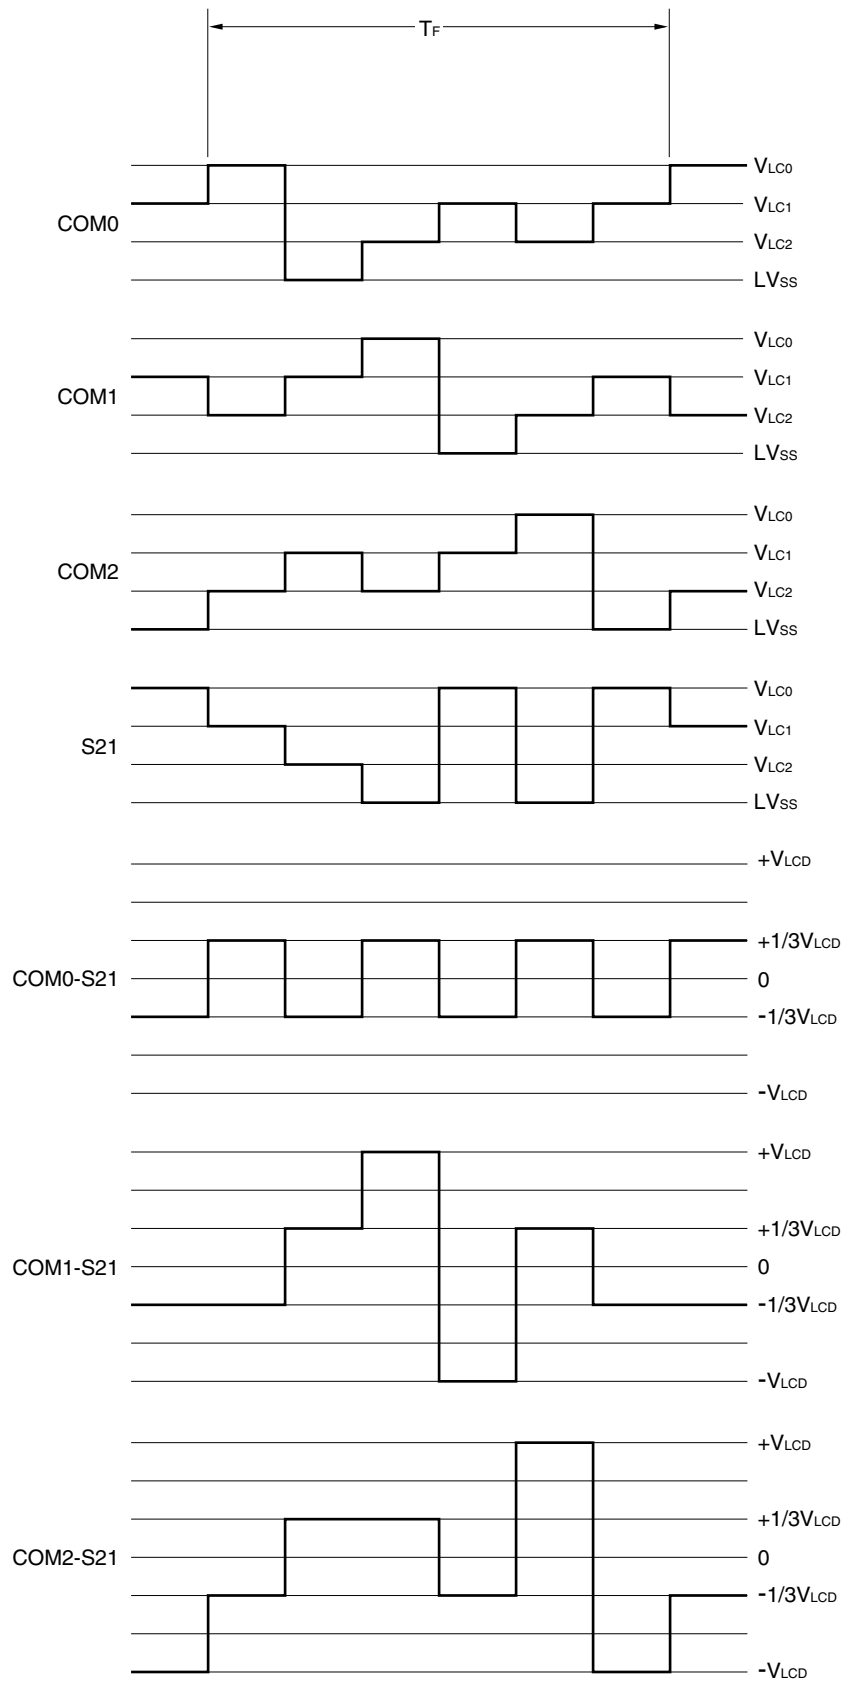 TF
VLC0
VLC1
COM0
VLC2
LVSS
VLC0
VLC1
COM1
VLC2
LVSS
VLC0
VLC1
COM2
VLC2
LVSS
VLC0
VLC1
S21
VLC2
LVSS
+VLCD
+1/3VLCD
COM0-S21
0
-1/3VLCD
-VLCD
+VLCD
+1/3VLCD
COM1-S21
0
-1/3VLCD
-VLCD
+VLCD
+1/3VLCD
COM2-S21
0
-1/3VLCD
-VLCD